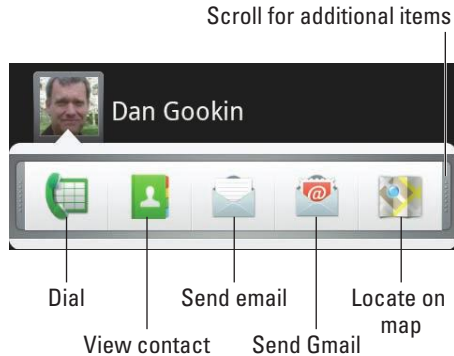 Scroll for additional items
Dan Gookin
@
Dial
Send email
Locate on
map
View contact
Send Gmail